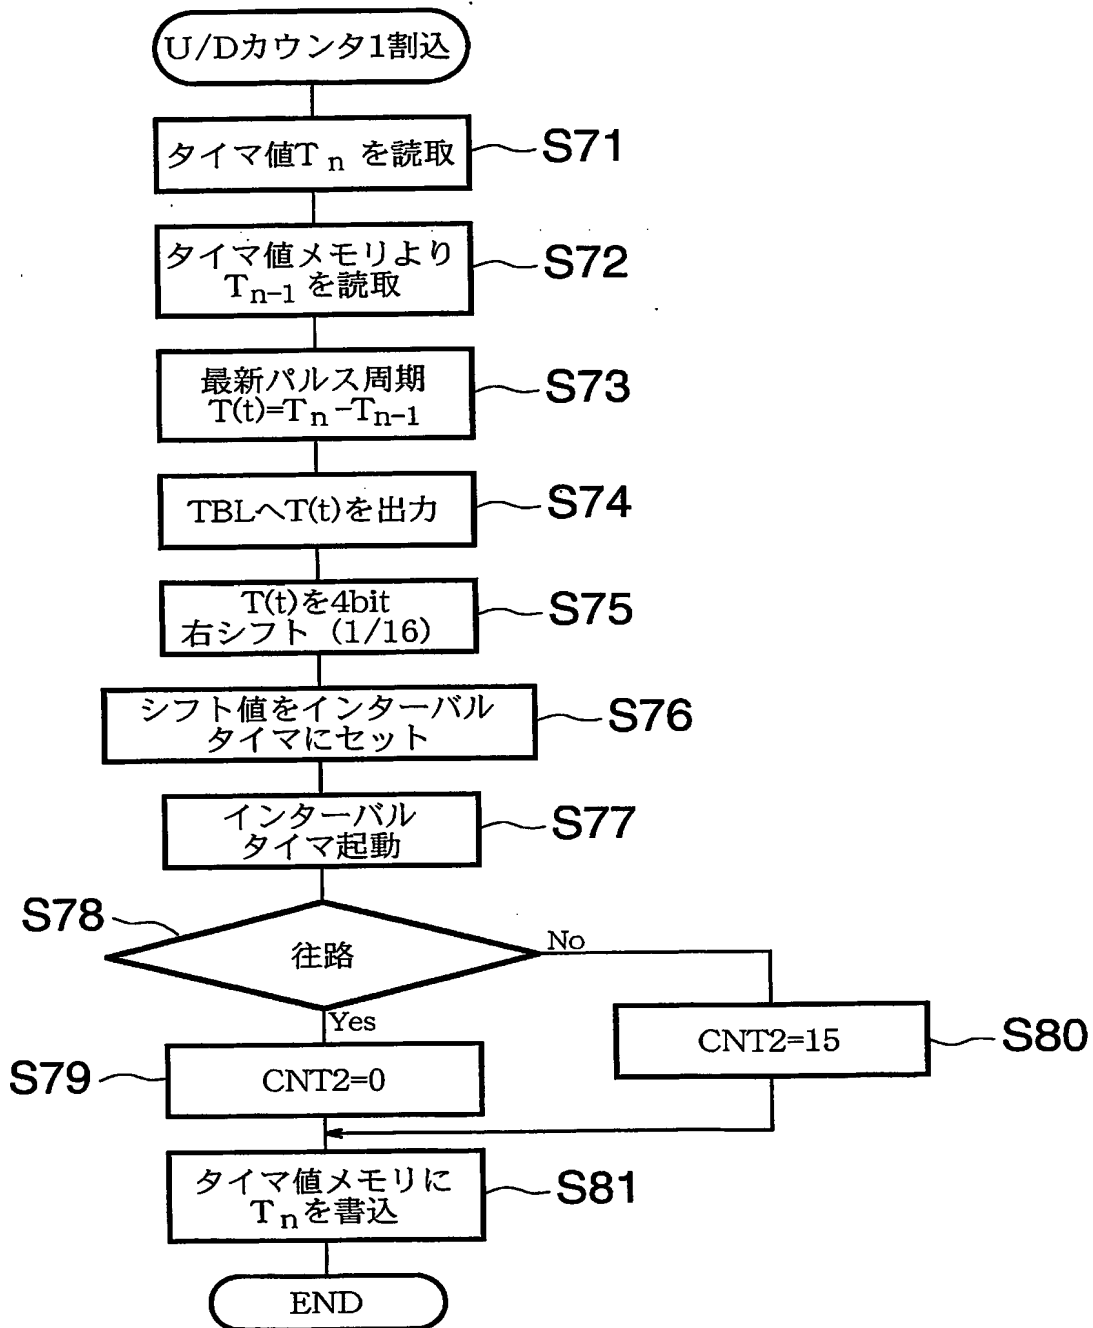 U/Dカウンタ1割込
タイマ値Tn を読取
S71
タイマ値メモリより
Tn-1 を読取
S72
最新パルス周期
T(t)=Tn-Tn-1
S73
TBLへT(t)を出力
S74
T(t)を4bit
右シフト (1/16)
S75
シフト値をインターバル
タイマにセット
S76
インターバル
タイマ起動
S77
S78
往路
No
Yes
CNT2=15
S80
S79
CNT2=0
タイマ値メモリに
Tnを書込
S81
END